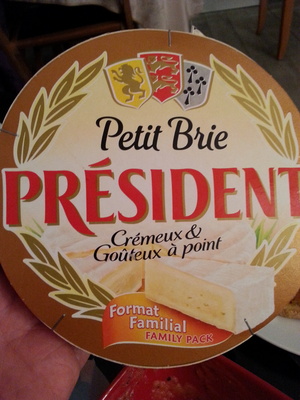 Petit Brie
PRÉSIDENT
Crémeux &
Goûteux à point
Format
Familial
FAMILY PACK